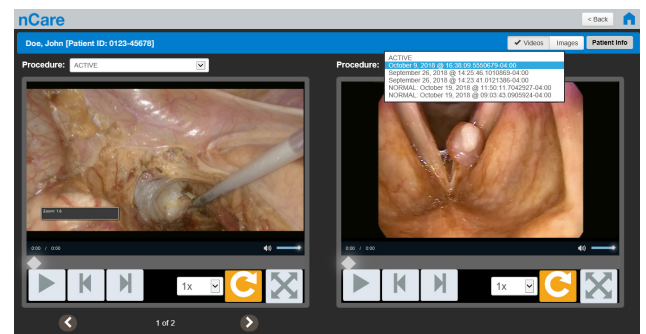 nCare
< Back
Doe, John [Patient ID: 0123-45678]
✔ Videos
Images
Patient Info
Procedure: ACTIVE
Procedure:
ACTIVE
October 9, 2018 @ 16:38:09.5550679-04:00
September 26, 2018 @ 14:25:46.1010869-04:00
September 26, 2018 @ 14:23:41.0121386-04:00
NORMAL: October 19, 2018 @ 11:50:11.7042927-04:00
NORMAL: October 19, 2018 @ 09:03:43.0905924-04:00
Zoom: 1.6
0:00 / 0:00
0:00 / 0:00
1x
1x
1 of 2